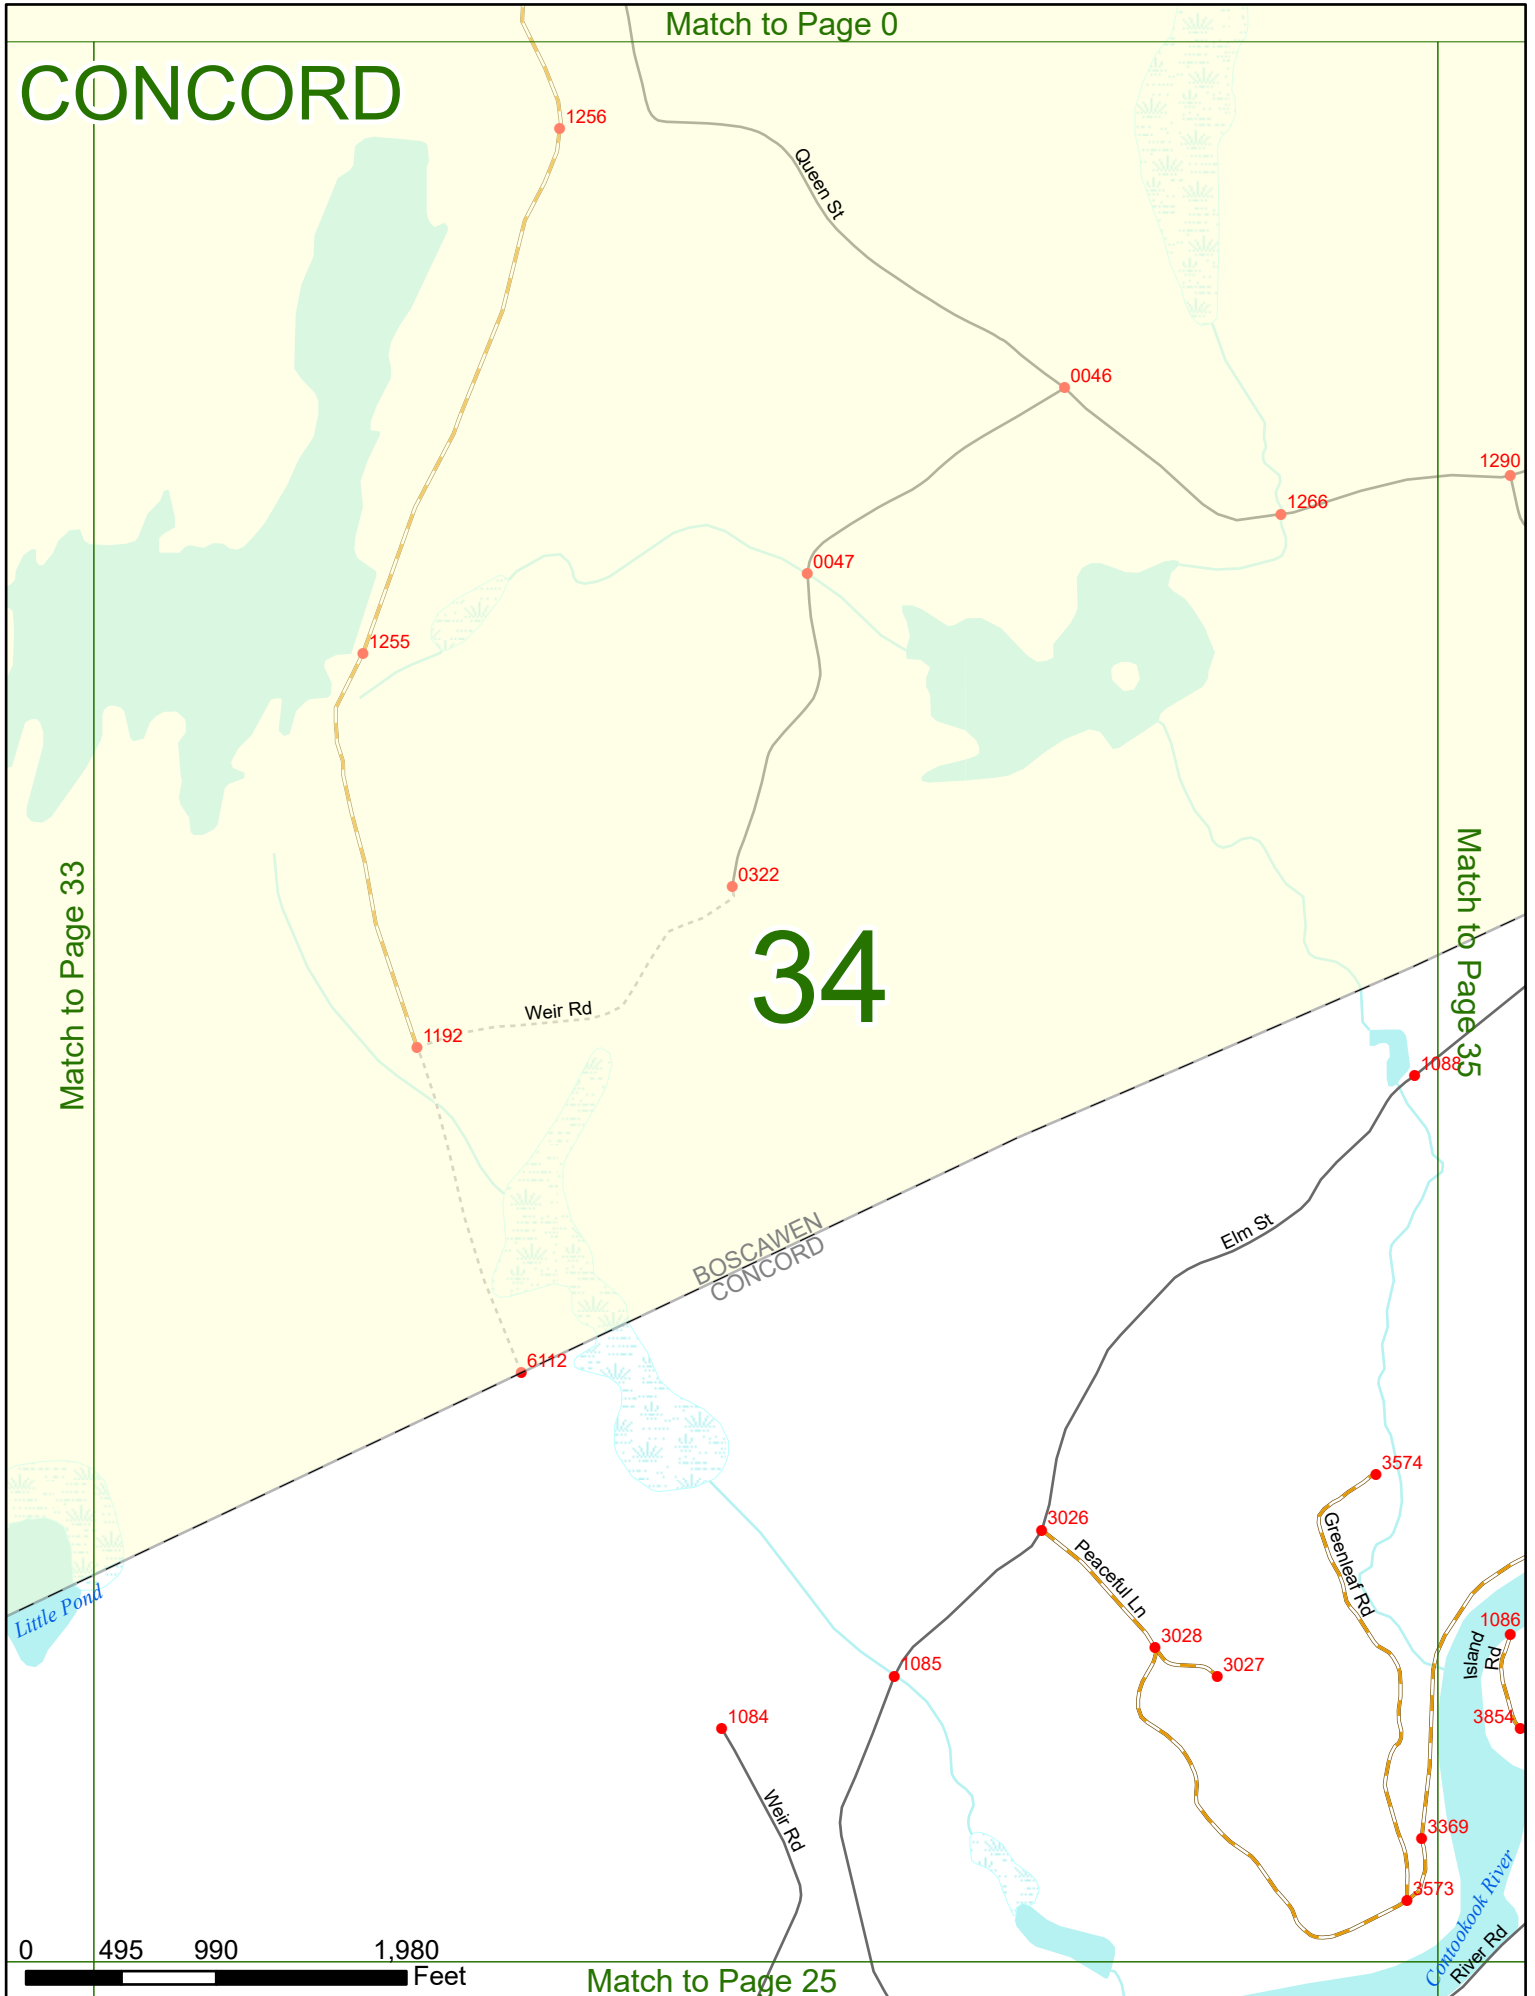 Match to Page 0
CONCORD
1256
Queen St
0046
1290
1266
0047
1255
Match to Page 33
Match to Page 35
0322
34
Weir Rd
1192
1088
Elm St
BOSCAWEN
CONCORD
6112
3574
3026
Peaceful Ln
Greenleaf Rd
Little Pond
3028
1086
Island
Rd
3027
1085
1084
3854
Weir Rd
3369
3573
Contookook River
River Rd
0 495 990 1,980
Feet
Match to Page 25